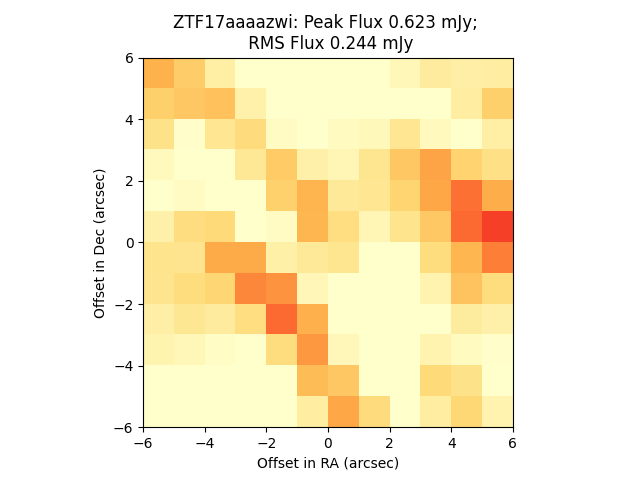 ZTF17aaaazwi: Peak Flux 0.623 mJy;
RMS Flux 0.244 mJy
6
4
2
0
−2
−4
−6
Offset in Dec (arcsec)
−6 −4 −2 0 2 4 6
Offset in RA (arcsec)